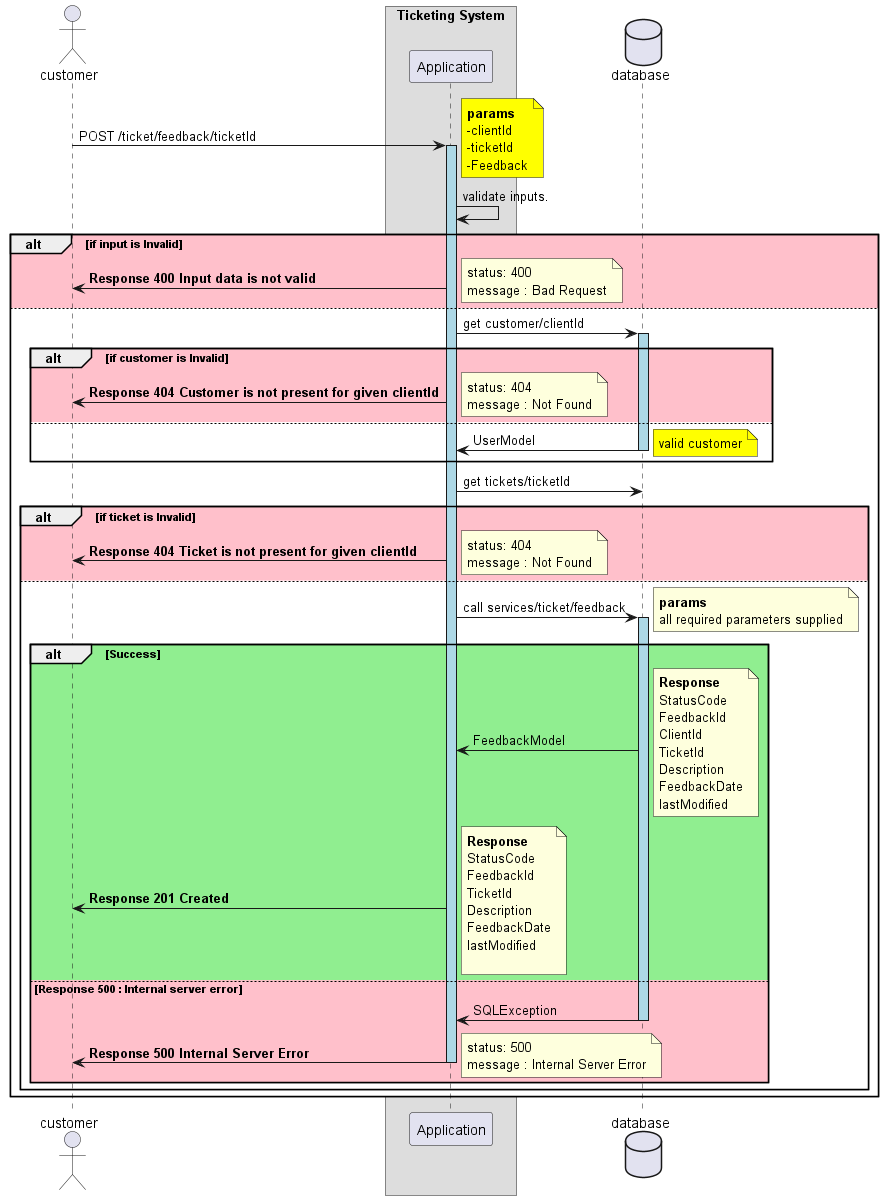 Ticketing System
customer
Application
database
params
-clientId
-ticketId
-Feedback
POST /ticket/feedback/ticketId
validate inputs.
alt
[if input is Invalid]
Response 400 Input data is not valid
status: 400
message : Bad Request
get customer/clientId
alt
[if customer is Invalid]
Response 404 Customer is not present for given clientId
status: 404
message : Not Found
UserModel
valid customer
get tickets/ticketId
alt
[if ticket is Invalid]
Response 404 Ticket is not present for given clientId
status: 404
message : Not Found
call services/ticket/feedback
params
all required parameters supplied
alt
[Success]
Response
StatusCode
FeedbackId
ClientId
TicketId
Description
FeedbackDate
lastModified
FeedbackModel
Response
StatusCode
FeedbackId
TicketId
Description
FeedbackDate
lastModified
Response 201 Created
[Response 500 : Internal server error]
SQLException
Response 500 Internal Server Error
status: 500
message : Internal Server Error
customer
Application
database